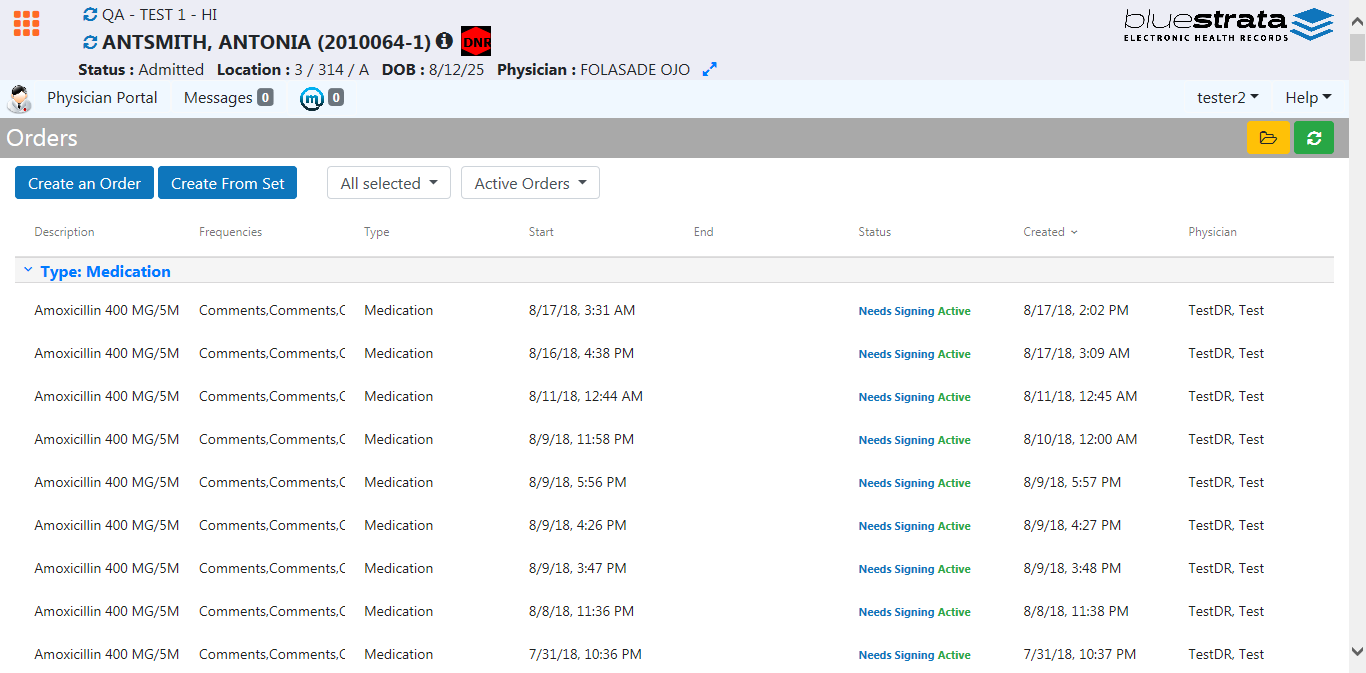 QA - TEST 1 - HI
ANTSMITH, ANTONIA (2010064-1) DNR
bluestrata
ELECTRONIC HEALTH RECORDS
Status : Admitted Location : 3 / 314 / A DOB : 8/12/25 Physician : FOLASADE OJO
Physician Portal Messages 0 m 0 tester2 Help
Orders
Create an Order Create From Set All selected Active Orders
Description Frequencies Type Start End Status Created Physician
Type: Medication
Amoxicillin 400 MG/5M Comments,Comments,C Medication 8/17/18, 3:31 AM Needs Signing Active 8/17/18, 2:02 PM TestDR, Test
Amoxicillin 400 MG/5M Comments,Comments,C Medication 8/16/18, 4:38 PM Needs Signing Active 8/17/18, 3:09 AM TestDR, Test
Amoxicillin 400 MG/5M Comments,Comments,C Medication 8/11/18, 12:44 AM Needs Signing Active 8/11/18, 12:45 AM TestDR, Test
Amoxicillin 400 MG/5M Comments,Comments,C Medication 8/9/18, 11:58 PM Needs Signing Active 8/10/18, 12:00 AM TestDR, Test
Amoxicillin 400 MG/5M Comments,Comments,C Medication 8/9/18, 5:56 PM Needs Signing Active 8/9/18, 5:57 PM TestDR, Test
Amoxicillin 400 MG/5M Comments,Comments,C Medication 8/9/18, 4:26 PM Needs Signing Active 8/9/18, 4:27 PM TestDR, Test
Amoxicillin 400 MG/5M Comments,Comments,C Medication 8/9/18, 3:47 PM Needs Signing Active 8/9/18, 3:48 PM TestDR, Test
Amoxicillin 400 MG/5M Comments,Comments,C Medication 8/8/18, 11:36 PM Needs Signing Active 8/8/18, 11:38 PM TestDR, Test
Amoxicillin 400 MG/5M Comments,Comments,C Medication 7/31/18, 10:36 PM Needs Signing Active 7/31/18, 10:37 PM TestDR, Test